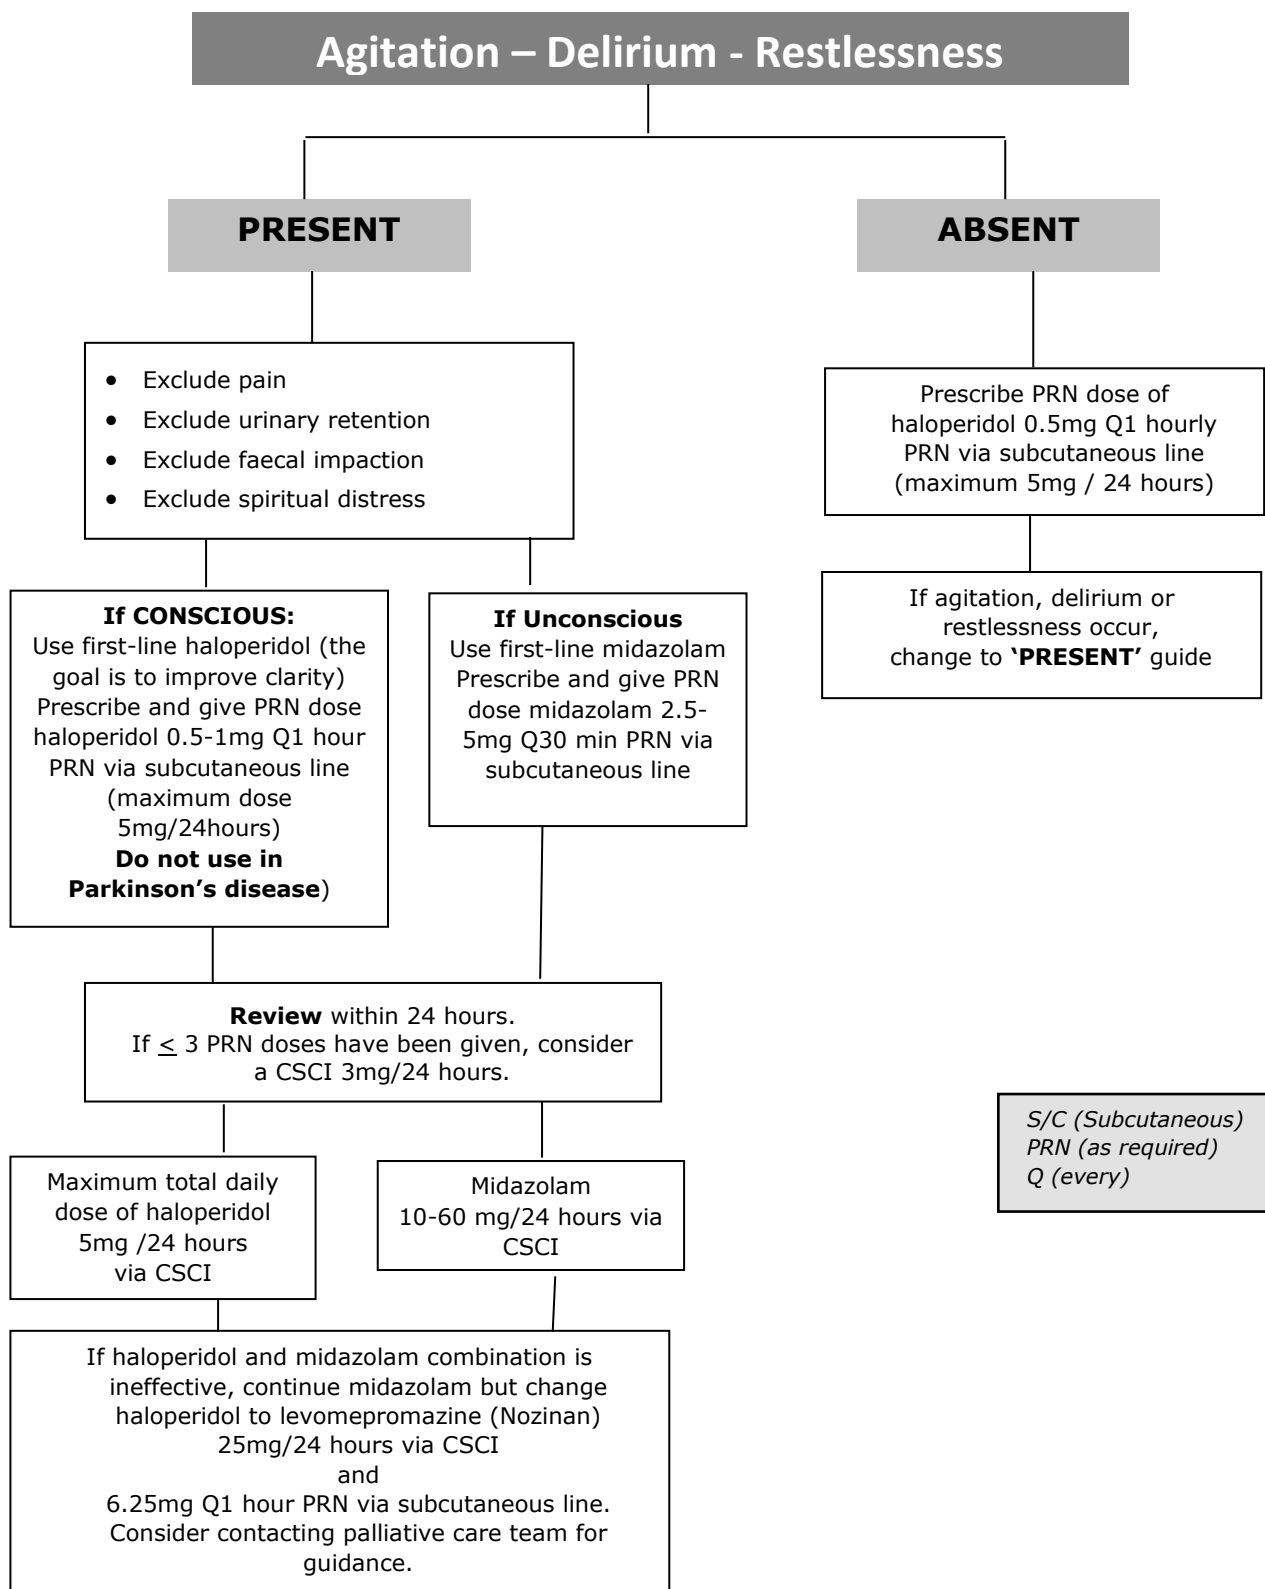 Agitation – Delirium - Restlessness
PRESENT
ABSENT
• Exclude pain
• Exclude urinary retention
• Exclude faecal impaction
• Exclude spiritual distress
Prescribe PRN dose of
haloperidol 0.5mg Q1 hourly
PRN via subcutaneous line
(maximum 5mg / 24 hours)
If agitation, delirium or
restlessness occur,
change to ‘PRESENT’ guide
If CONSCIOUS:
Use first-line haloperidol (the
goal is to improve clarity)
Prescribe and give PRN dose
haloperidol 0.5-1mg Q1 hour
PRN via subcutaneous line
(maximum dose
5mg/24hours)
Do not use in
Parkinson’s disease)
If Unconscious
Use first-line midazolam
Prescribe and give PRN
dose midazolam 2.5-
5mg Q30 min PRN via
subcutaneous line
Review within 24 hours.
If ≤ 3 PRN doses have been given, consider
a CSCI 3mg/24 hours.
S/C (Subcutaneous)
PRN (as required)
Q (every)
Maximum total daily
dose of haloperidol
5mg /24 hours
via CSCI
Midazolam
10-60 mg/24 hours via
CSCI
If haloperidol and midazolam combination is
ineffective, continue midazolam but change
haloperidol to levomepromazine (Nozinan)
25mg/24 hours via CSCI
and
6.25mg Q1 hour PRN via subcutaneous line.
Consider contacting palliative care team for
guidance.